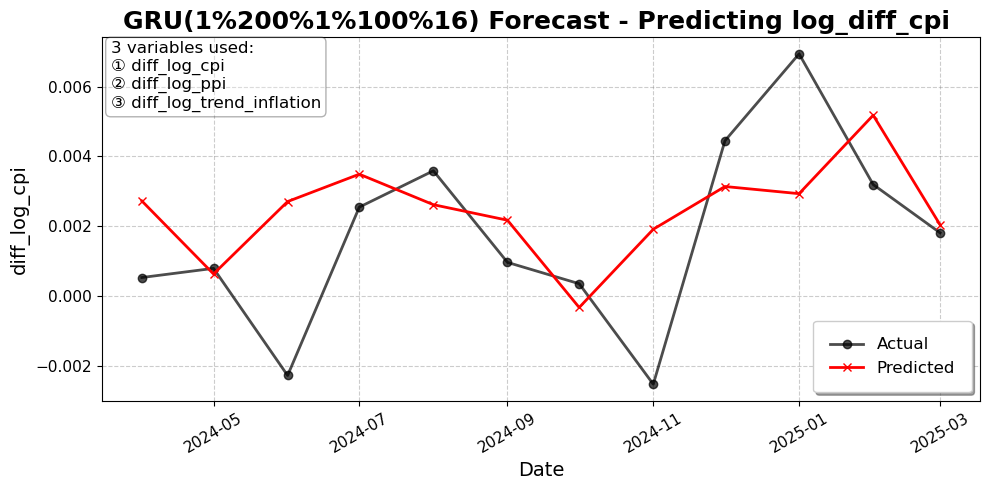 GRU(1%200%1%100%16) Forecast - Predicting log_diff_cpi
3 variables used:
① diff_log_cpi
② diff_log_ppi
③ diff_log_trend_inflation
diff_log_cpi
0.006
0.004
0.002
0.000
−0.002
Actual
Predicted
2024-05
2024-07
2024-09
2024-11
2025-01
2025-03
Date